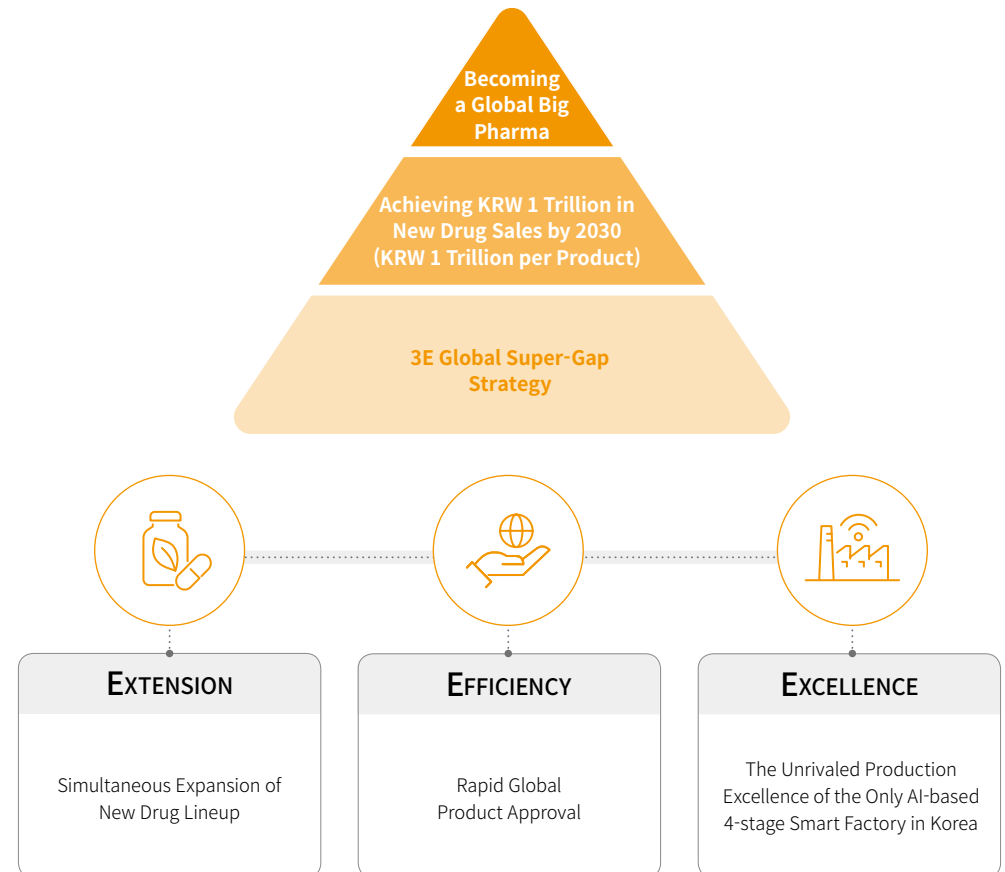 Becoming
a Global Big
Pharma
Achieving KRW 1 Trillion in
New Drug Sales by 2030
(KRW 1 Trillion per Product)
3E Global Super-Gap
Strategy
EXTENSION
Simultaneous Expansion of
New Drug Lineup
EFFICIENCY
Rapid Global
Product Approval
EXCELLENCE
The Unrivaled Production
Excellence of the Only AI-based
4-stage Smart Factory in Korea